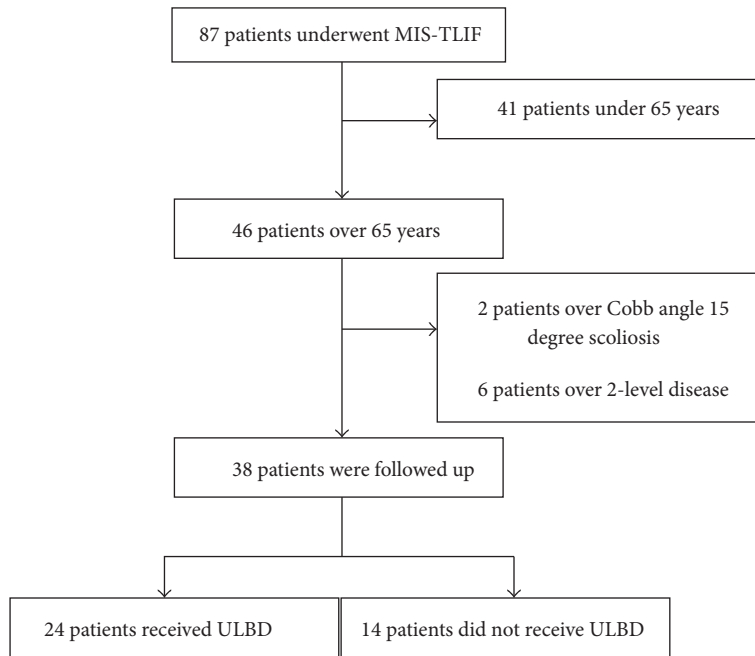 87 patients underwent MIS-TLIF
41 patients under 65 years
46 patients over 65 years
2 patients over Cobb angle 15
degree scoliosis
6 patients over 2-level disease
38 patients were followed up
24 patients received ULBD
14 patients did not receive ULBD